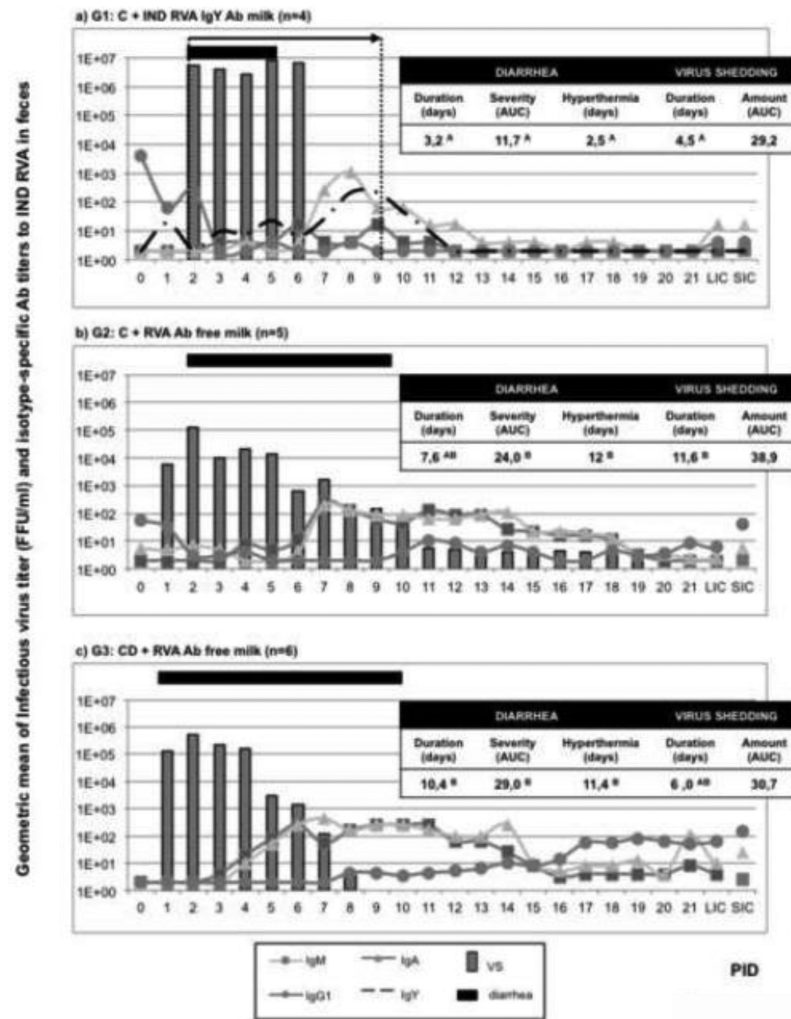 Geometric mean of Infectious virus titer (FFU/ml) and isotype-specific Ab titers to IND RVA in feces
a) G1: C + IND RVA IgY Ab milk (n=4)
1E+07
1E+06
1E+05
1E+04
1E+03
1E+02
1E+01
1E+00
0 1 2 3 4 5 6 7 8 9 10 11 12 13 14 15 16 17 18 19 20 21 LIC SIC
DIARRHEA VIRUS SHEDDING
Duration (days) Severity (AUC) Hyperthermia (days) Duration (days) Amount (AUC)
3,2 A 11,7 A 2,5 A 4,5 A 29,2
b) G2: C + RVA Ab free milk (n=5)
1E+07
1E+06
1E+05
1E+04
1E+03
1E+02
1E+01
1E+00
0 1 2 3 4 5 6 7 8 9 10 11 12 13 14 15 16 17 18 19 20 21 LIC SIC
DIARRHEA VIRUS SHEDDING
Duration (days) Severity (AUC) Hyperthermia (days) Duration (days) Amount (AUC)
7,6 AB 24,0 B 12 B 11,6 B 38,9
c) G3: CD + RVA Ab free milk (n=6)
1E+07
1E+06
1E+05
1E+04
1E+03
1E+02
1E+01
1E+00
0 1 2 3 4 5 6 7 8 9 10 11 12 13 14 15 16 17 18 19 20 21 LIC SIC
DIARRHEA VIRUS SHEDDING
Duration (days) Severity (AUC) Hyperthermia (days) Duration (days) Amount (AUC)
10,4 B 29,0 B 11,4 B 6 ,0 AB 30,7
IgM IgA VS
IgG1 IgY diarrhea
PID